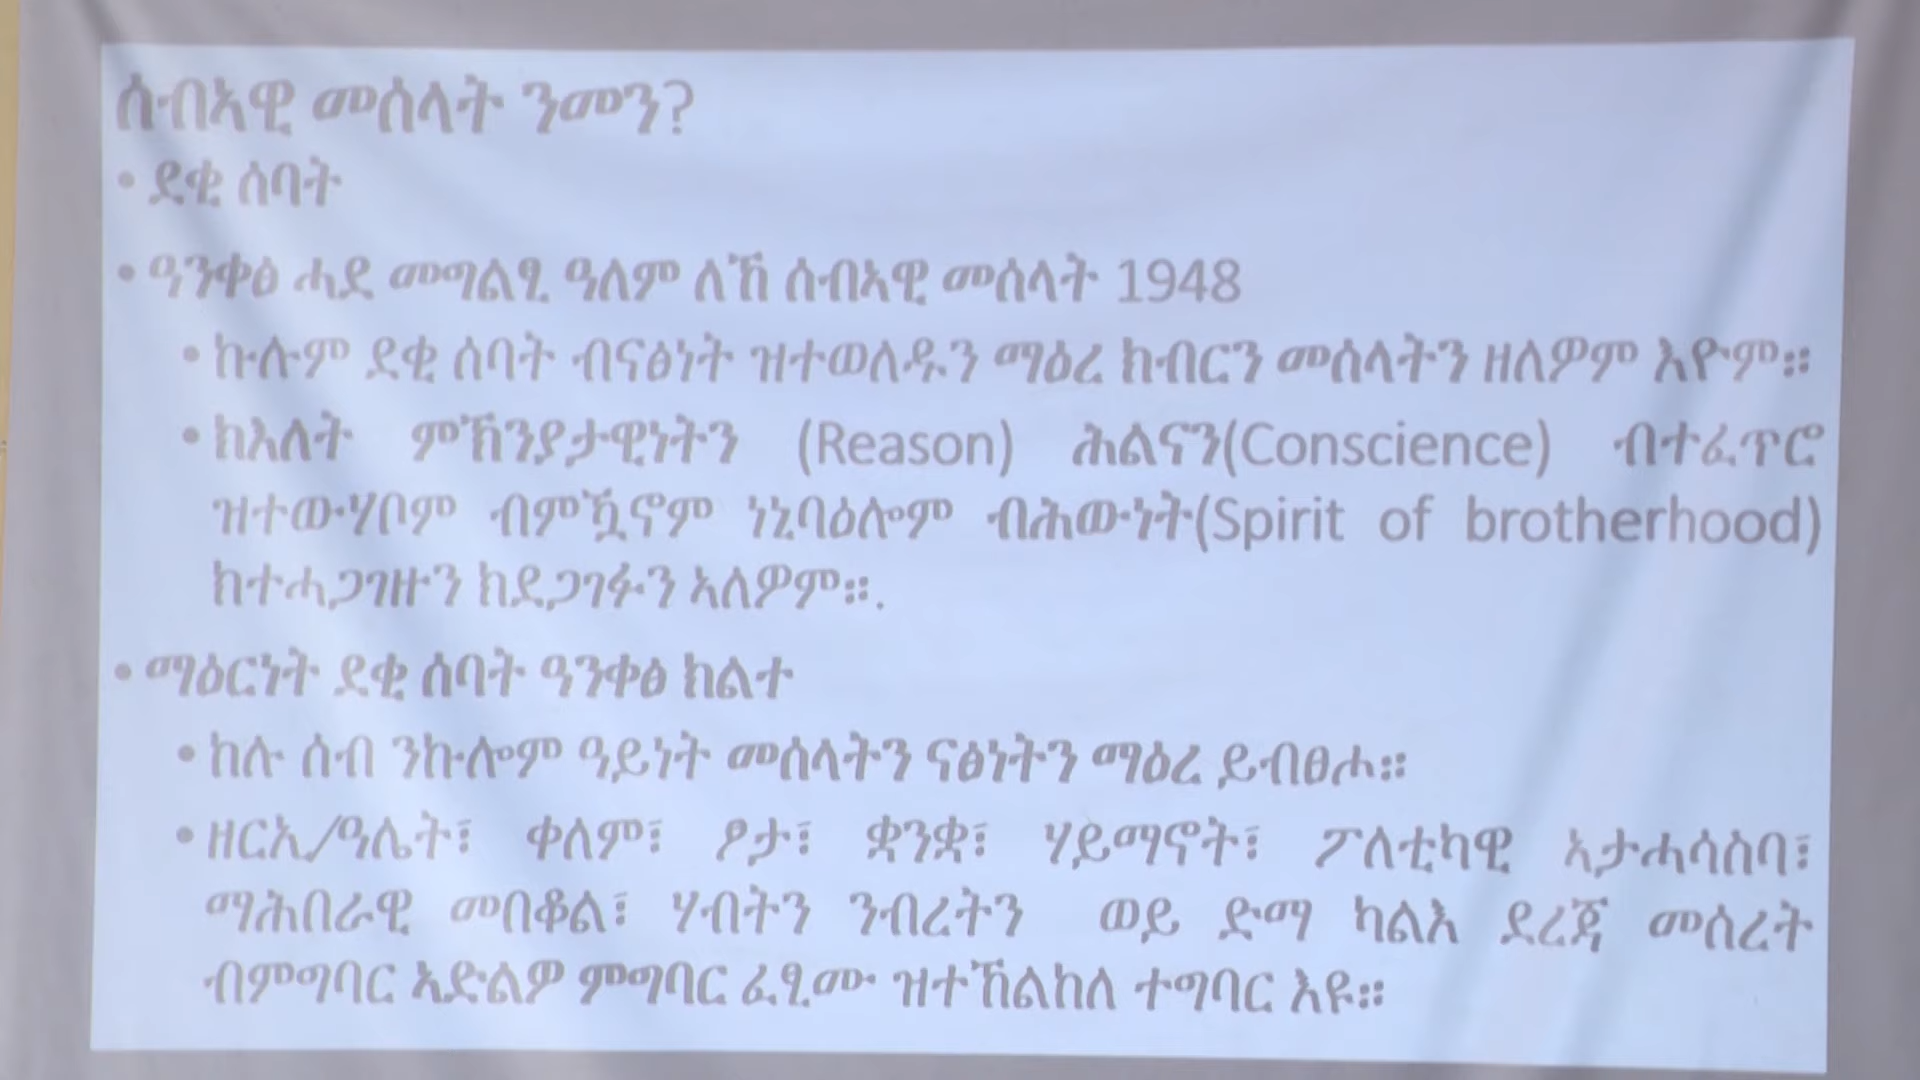 ሰብኣዊ መሰላት ንመን?
• ደቂ ሰባት
• ዓንቀፅ ሓደ መግልፂ ዓለም ለኸ ሰብኣዊ መሰላት 1948
• ኩሉም ደቂ ሰባት ብናፅነት ዝተወለዱን ማዕረ ክብርን መሰላትን ዘለዎም እዮም።
• ክእለት ምኽንያታዊነትን (Reason) ሕልናን(Conscience) ብተፈጥሮ
ዝተውሃቦም ብምዃኖም ነኒባዕሎም ብሕውነት(Spirit of brotherhood)
ክተሓጋገዙን ክደጋገፉን ኣለዎም።.
• ማዕርነት ደቂ ሰባት ዓንቀፅ ክልተ
• ከሉ ሰብ ንኩሎም ዓይነት መሰላትን ናፅነትን ማዕረ ይብፀሖ።
• ዘርኢ/ዓሌት፣ ቀለም፣ ፆታ፣ ቋንቋ፣ ሃይማኖት፣ ፖለቲካዊ ኣታሓሳስባ፣
ማሕበራዊ መበቆል፣ ሃብትን ንብረትን ወይ ድማ ካልእ ደረጃ መሰረት
ብምግባር ኣድልዎ ምግባር ፈፂሙ ዝተኸልከለ ተግባር እዩ።